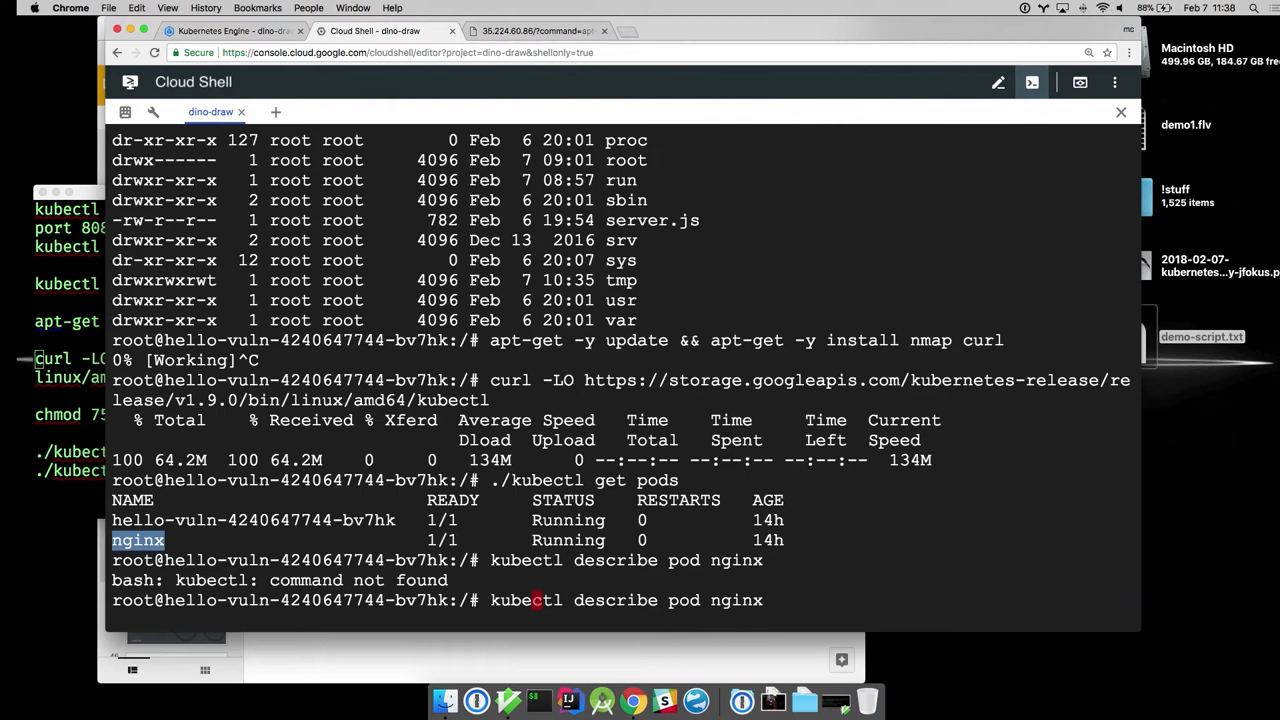 Chrome File Edit View History Bookmarks People Window Help
88% Feb 7 11:38
Kubernetes Engine - dino-draw
Cloud Shell - dino-draw
35.224.60.86/?command=apt-
mc
Secure https://console.cloud.google.com/cloudshell/editor?project=dino-draw&shellonly=true
Cloud Shell
dino-draw
dr-xr-xr-x 127 root root 0 Feb 6 20:01 proc
drwx------ 1 root root 4096 Feb 7 09:01 root
drwxr-xr-x 1 root root 4096 Feb 7 08:57 run
drwxr-xr-x 2 root root 4096 Feb 6 20:01 sbin
-rw-r--r-- 1 root root 782 Feb 6 19:54 server.js
drwxr-xr-x 2 root root 4096 Dec 13 2016 srv
dr-xr-xr-x 12 root root 0 Feb 6 20:07 sys
drwxrwxrwt 1 root root 4096 Feb 7 10:35 tmp
drwxr-xr-x 1 root root 4096 Feb 6 20:01 usr
drwxr-xr-x 1 root root 4096 Feb 6 20:01 var
root@hello-vuln-4240647744-bv7hk:/# apt-get -y update && apt-get -y install nmap curl
0% [Working]^C
root@hello-vuln-4240647744-bv7hk:/# curl -LO https://storage.googleapis.com/kubernetes-release/re
lease/v1.9.0/bin/linux/amd64/kubectl
% Total % Received % Xferd Average Speed Time Time Time Current
Dload Upload Total Spent Left Speed
100 64.2M 100 64.2M 0 0 134M 0 --:--:-- --:--:-- --:--:-- 134M
root@hello-vuln-4240647744-bv7hk:/# ./kubectl get pods
NAME READY STATUS RESTARTS AGE
hello-vuln-4240647744-bv7hk 1/1 Running 0 14h
nginx 1/1 Running 0 14h
root@hello-vuln-4240647744-bv7hk:/# kubectl describe pod nginx
bash: kubectl: command not found
root@hello-vuln-4240647744-bv7hk:/# kubectl describe pod nginx
kubectl
port 808
kubectl
kubectl
apt-get
curl -LO
linux/am
chmod 75
./kubect
./kubect
Macintosh HD
499.96 GB, 184.67 GB free
demo1.flv
!stuff
1,525 items
2018-02-07-
kubernetes...y-jfokus.p
demo-script.txt